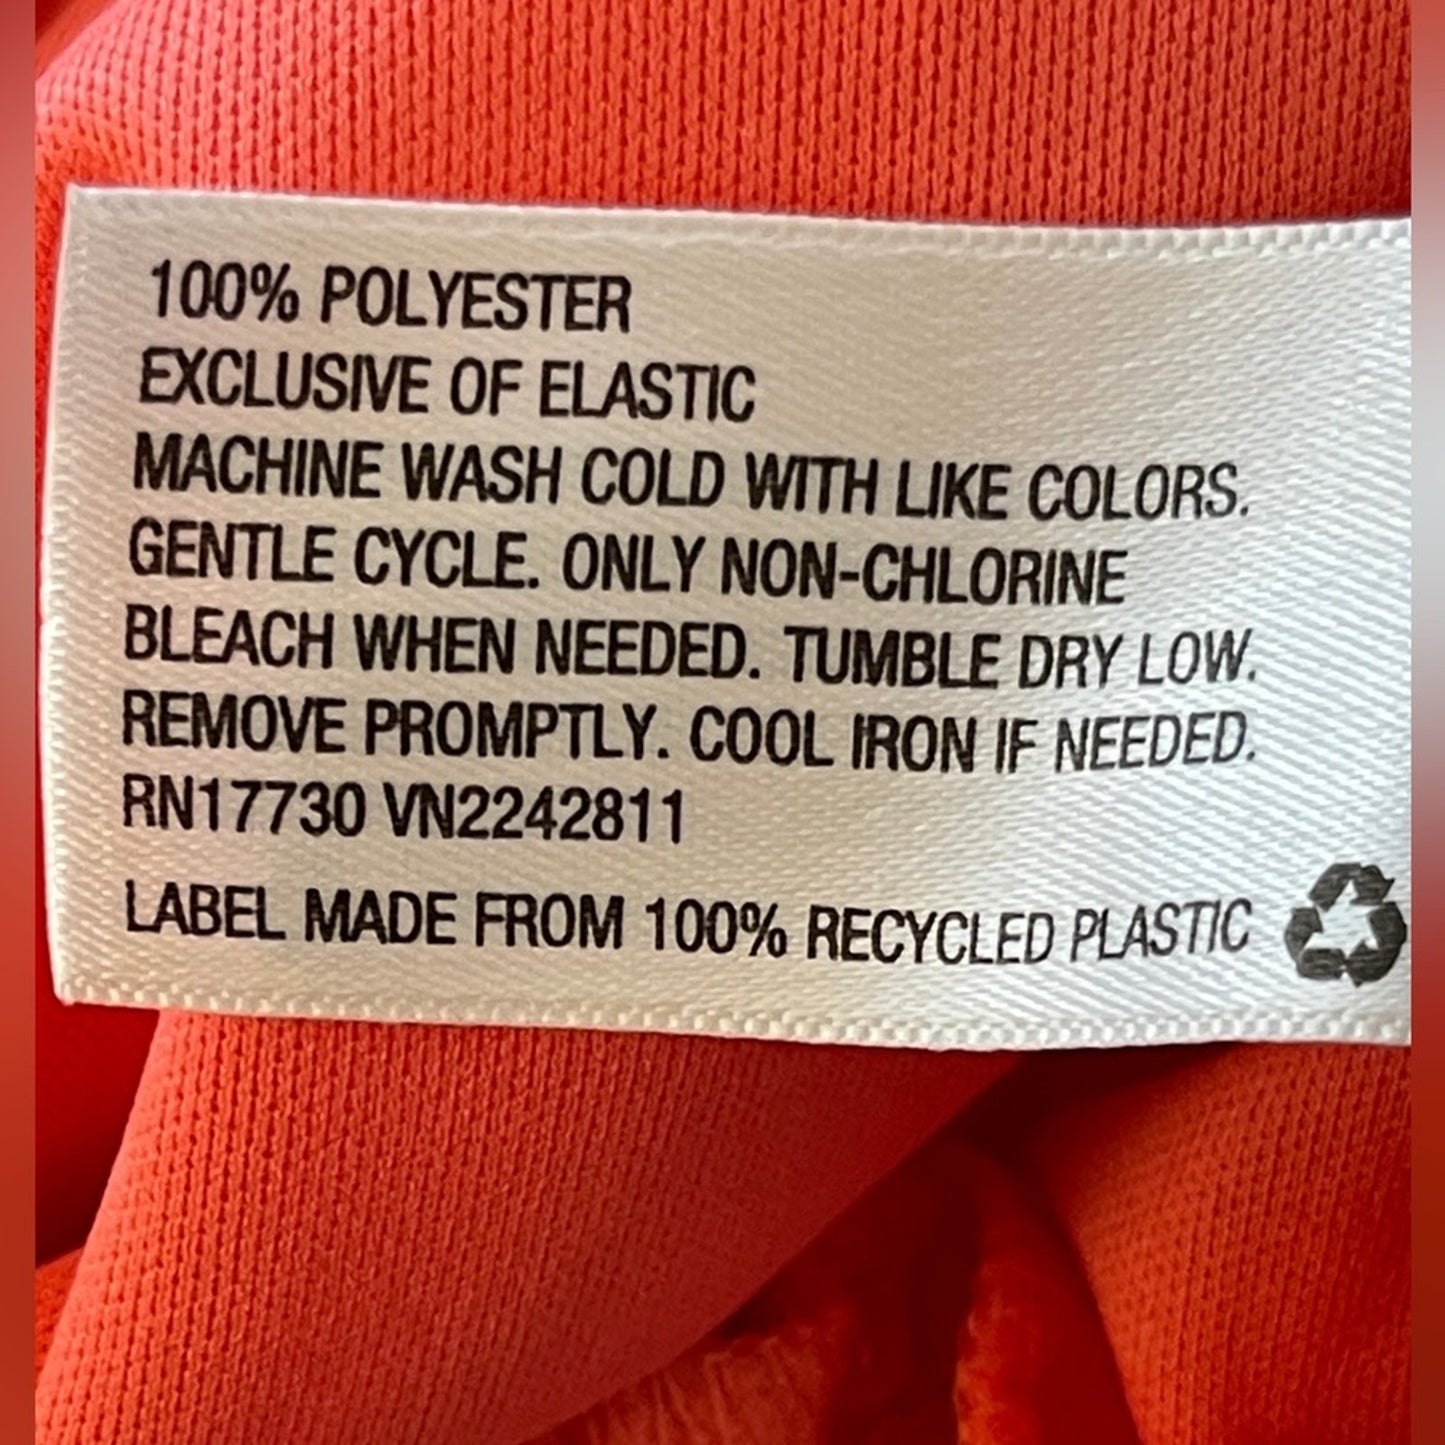 100% POLYESTER
EXCLUSIVE OF ELASTIC
MACHINE WASH COLD WITH LIKE COLORS.
GENTLE CYCLE. ONLY NON-CHLORINE
BLEACH WHEN NEEDED. TUMBLE DRY LOW.
REMOVE PROMPTLY. COOL IRON IF NEEDED.
RN17730 VN2242811
LABEL MADE FROM 100% RECYCLED PLASTIC